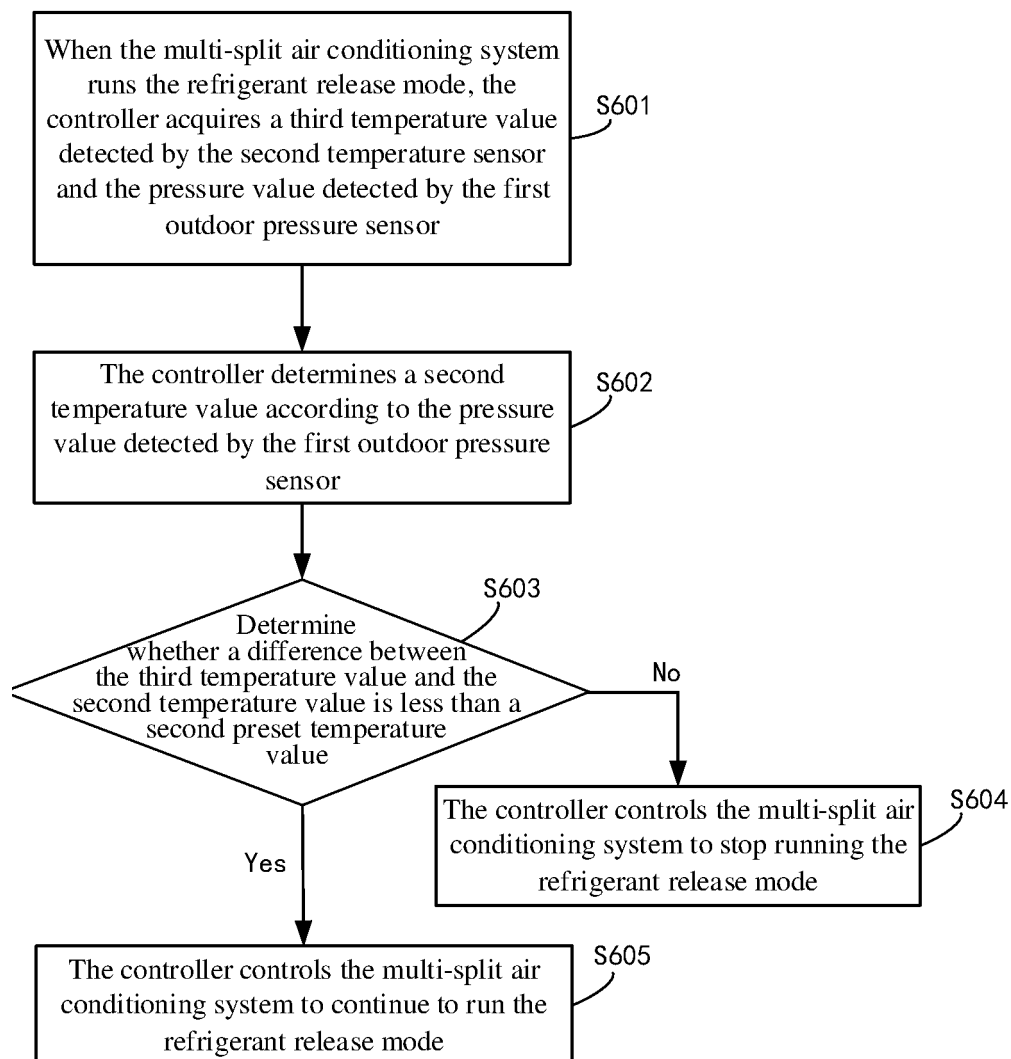 When the multi-split air conditioning system
runs the refrigerant release mode, the
controller acquires a third temperature value
detected by the second temperature sensor
and the pressure value detected by the first
outdoor pressure sensor
S601
The controller determines a second
temperature value according to the pressure
value detected by the first outdoor pressure
sensor
S602
Determine
whether a difference between
the third temperature value and the
second temperature value is less than a
second preset temperature
value
S603
No
The controller controls the multi-split air
conditioning system to stop running the
refrigerant release mode
S604
Yes
The controller controls the multi-split air
conditioning system to continue to run the
refrigerant release mode
S605